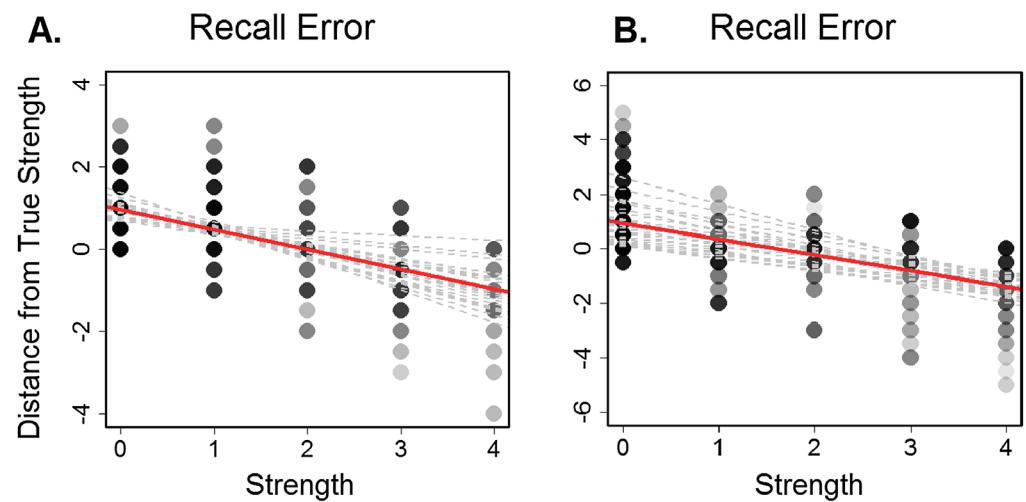 A. Recall Error
Distance from True Strength
4
2
0
-2
-4
0 1 2 3 4
Strength
B. Recall Error
6
4
2
0
-2
-4
-6
0 1 2 3 4
Strength